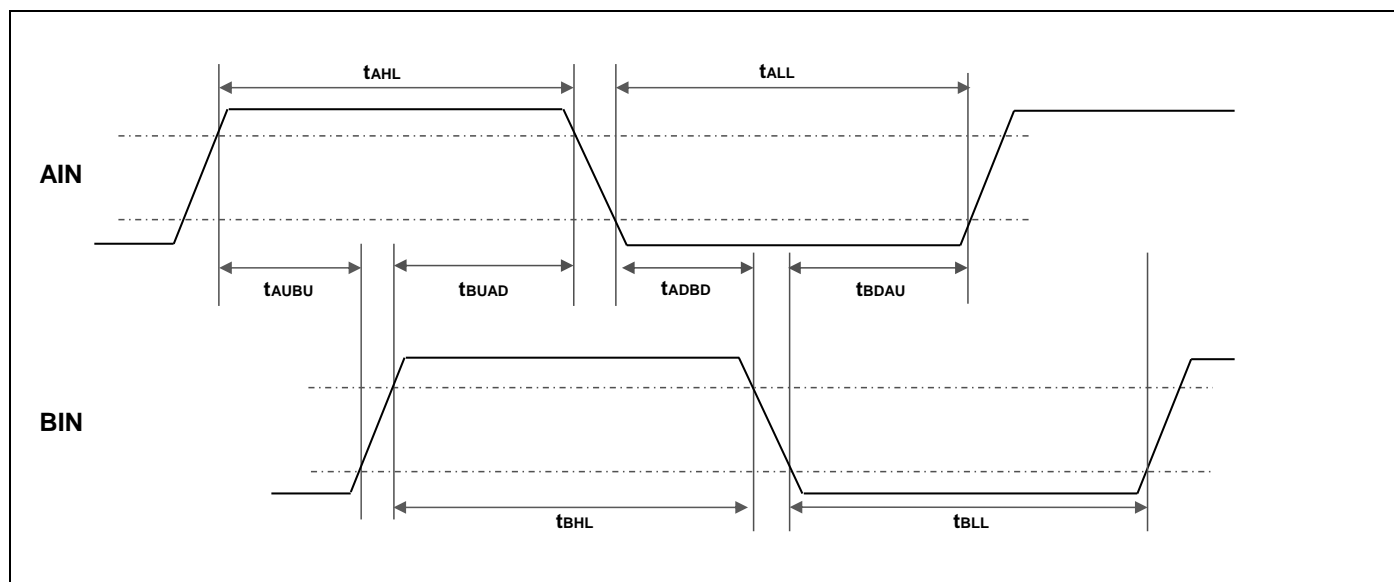 tAHL
tALL
AIN
tAUBU
tBUAD
tADBD
tBDAU
BIN
tBHL
tBLL